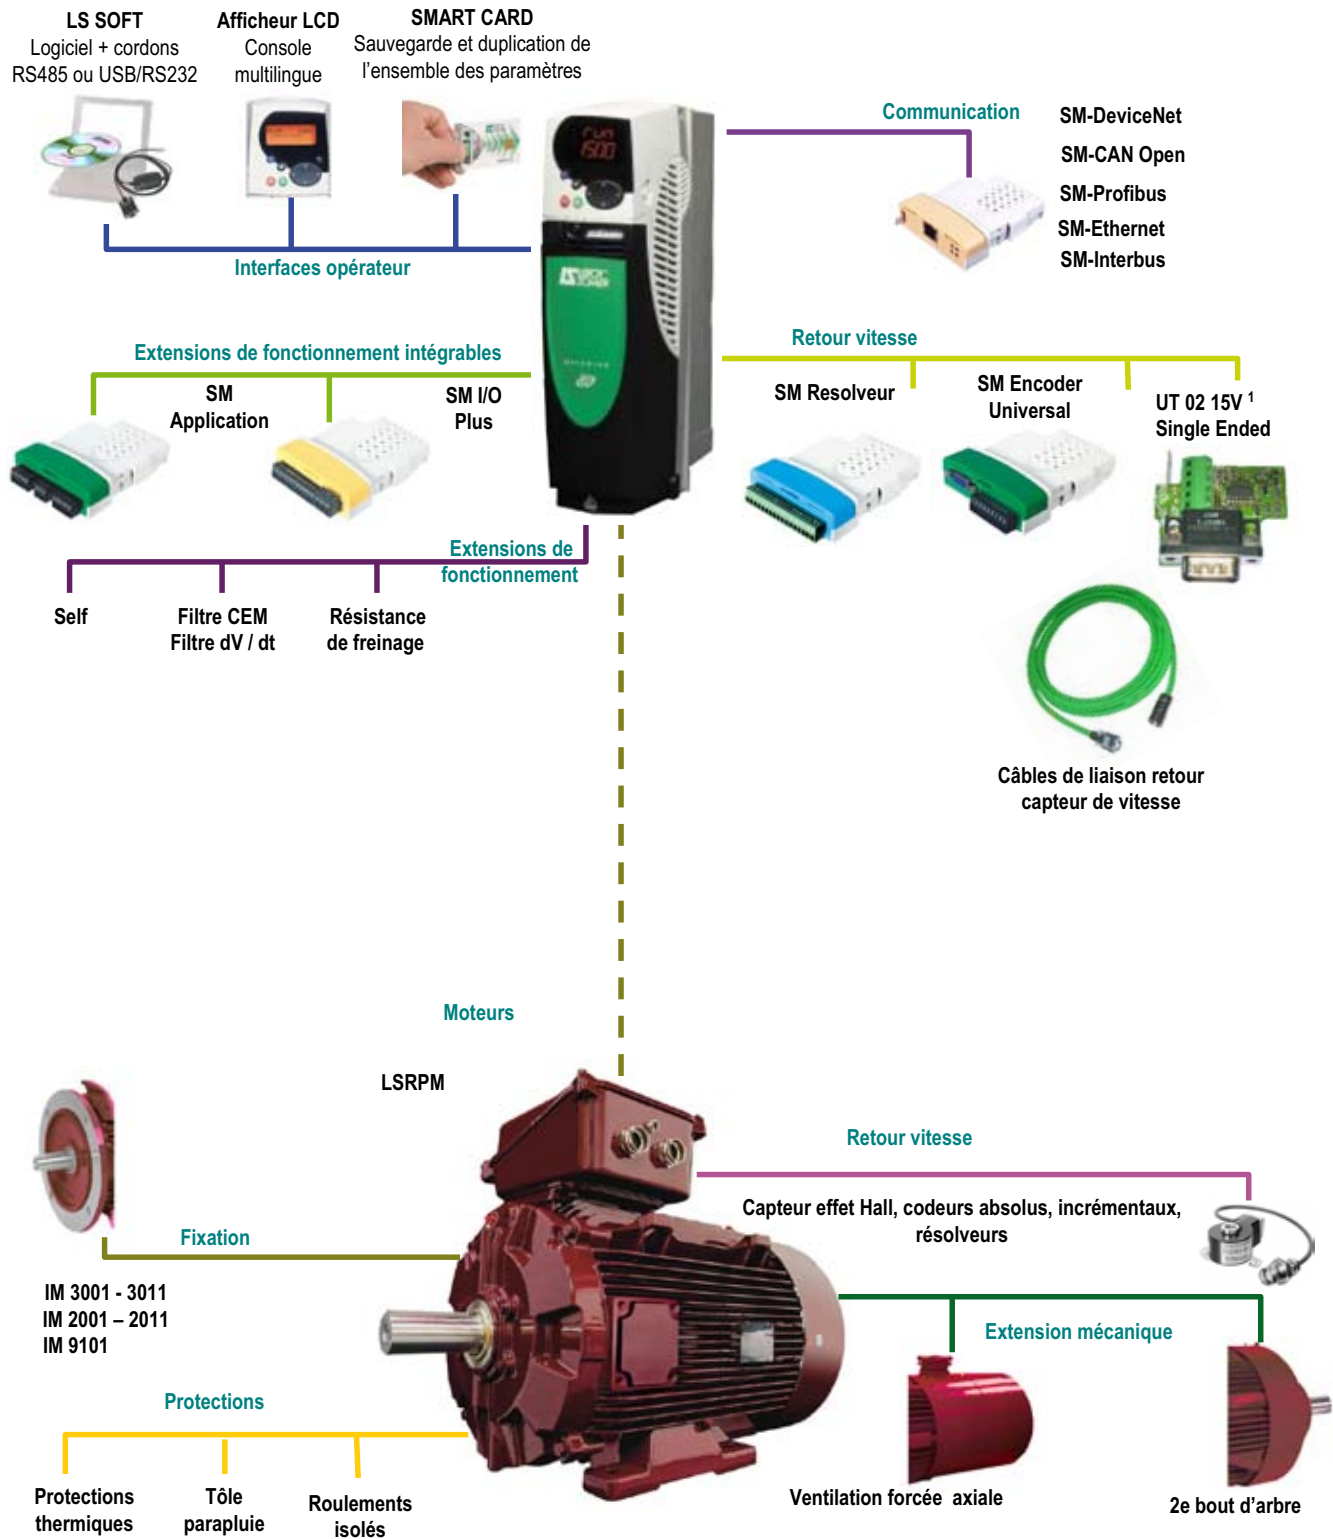 LS SOFT
Logiciel + cordons
RS485 ou USB/RS232
Afficheur LCD
Console
multilingue
SMART CARD
Sauvegarde et duplication de
l'ensemble des paramètres
run
1500
Communication
SM-DeviceNet
SM-CAN Open
SM-Profibus
SM-Ethernet
SM-Interbus
Interfaces opérateur
LS LEROY
SOMER
Extensions de fonctionnement intégrables
SM
Application
SM I/O
Plus
Retour vitesse
SM Resolveur
SM Encoder
Universal
UT 02 15V 1
Single Ended
Extensions de
fonctionnement
Self
Filtre CEM
Filtre dV / dt
Résistance
de freinage
Câbles de liaison retour
capteur de vitesse
Moteurs
LSRPM
Retour vitesse
Capteur effet Hall, codeurs absolus, incrémentaux,
résolveurs
Fixation
IM 3001 - 3011
IM 2001 – 2011
IM 9101
Extension mécanique
Protections
Protections
thermiques
Tôle
parapluie
Roulements
isolés
Ventilation forcée axiale
2e bout d'arbre